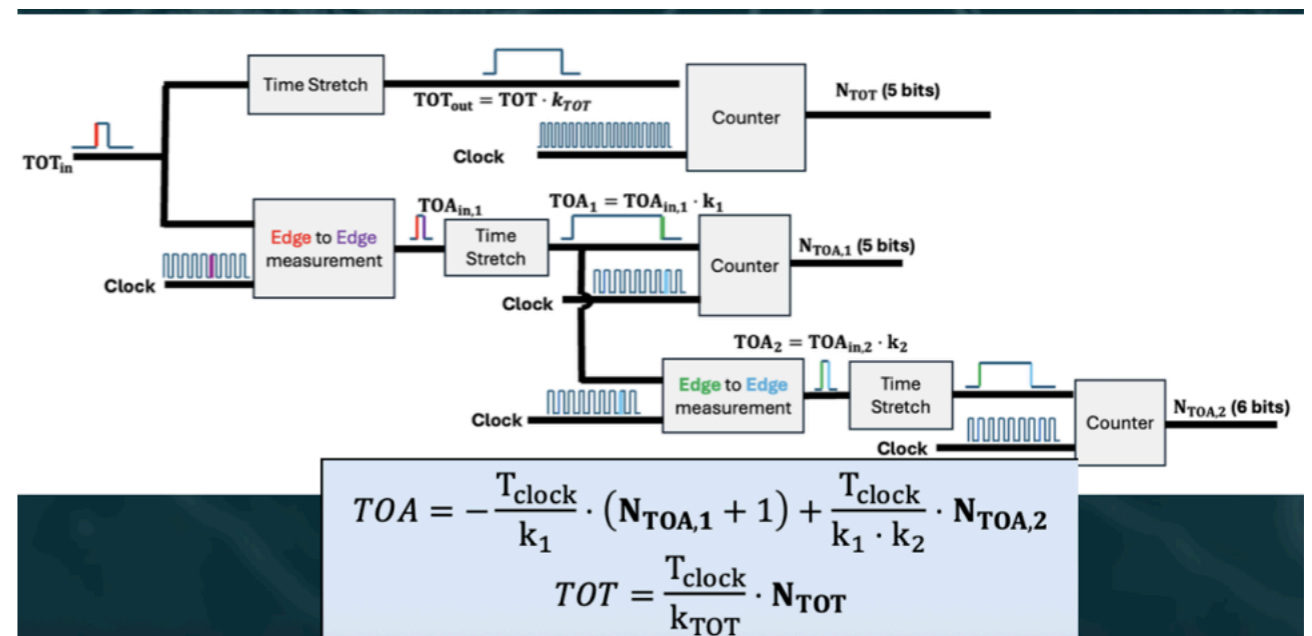 Time Stretch
TOTout = TOT · kTOT
Clock
Counter
NTOT (5 bits)
TOTin
Clock
Edge to Edge
measurement
TOAin,1
Time
Stretch
TOA1 = TOAin,1 · k1
Clock
Counter
NTOA,1 (5 bits)
Clock
Edge to Edge
measurement
TOA2 = TOAin,2 · k2
Time
Stretch
Clock
Counter
NTOA,2 (6 bits)
TOA = − Tclock/k1 · (NTOA,1 + 1) + Tclock/k1 · k2 · NTOA,2
TOT = Tclock/kTOT · NTOT